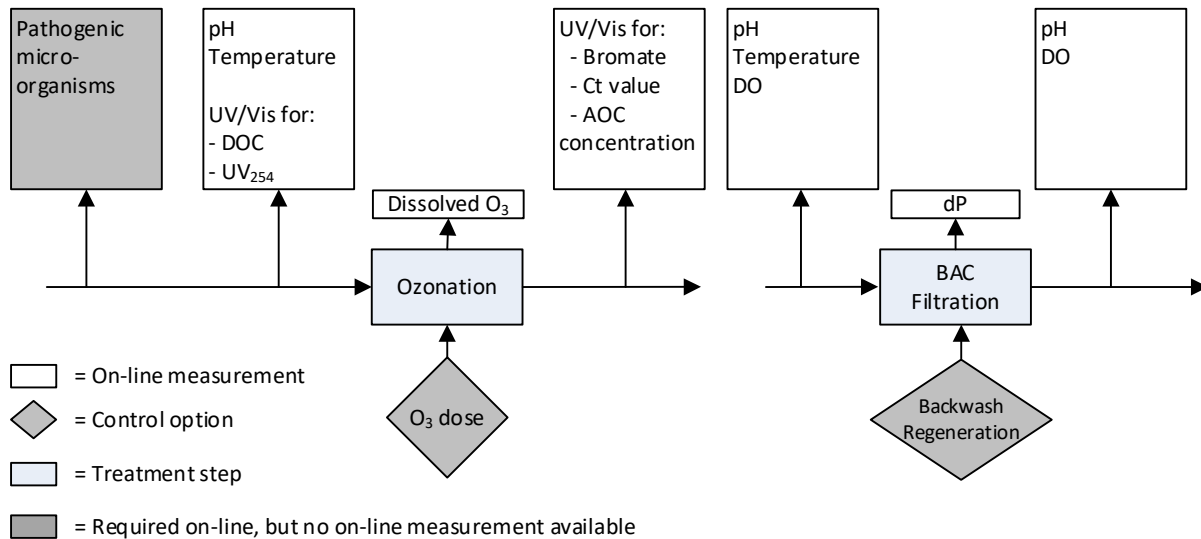 Pathogenic
micro-
organisms
pH
Temperature
UV/Vis for:
- DOC
- UV₂₅₄
UV/Vis for:
- Bromate
- Ct value
- AOC
concentration
pH
Temperature
DO
pH
DO
Dissolved O₃
dP
Ozonation
BAC
Filtration
O₃ dose
Backwash
Regeneration
= On-line measurement
= Control option
= Treatment step
= Required on-line, but no on-line measurement available